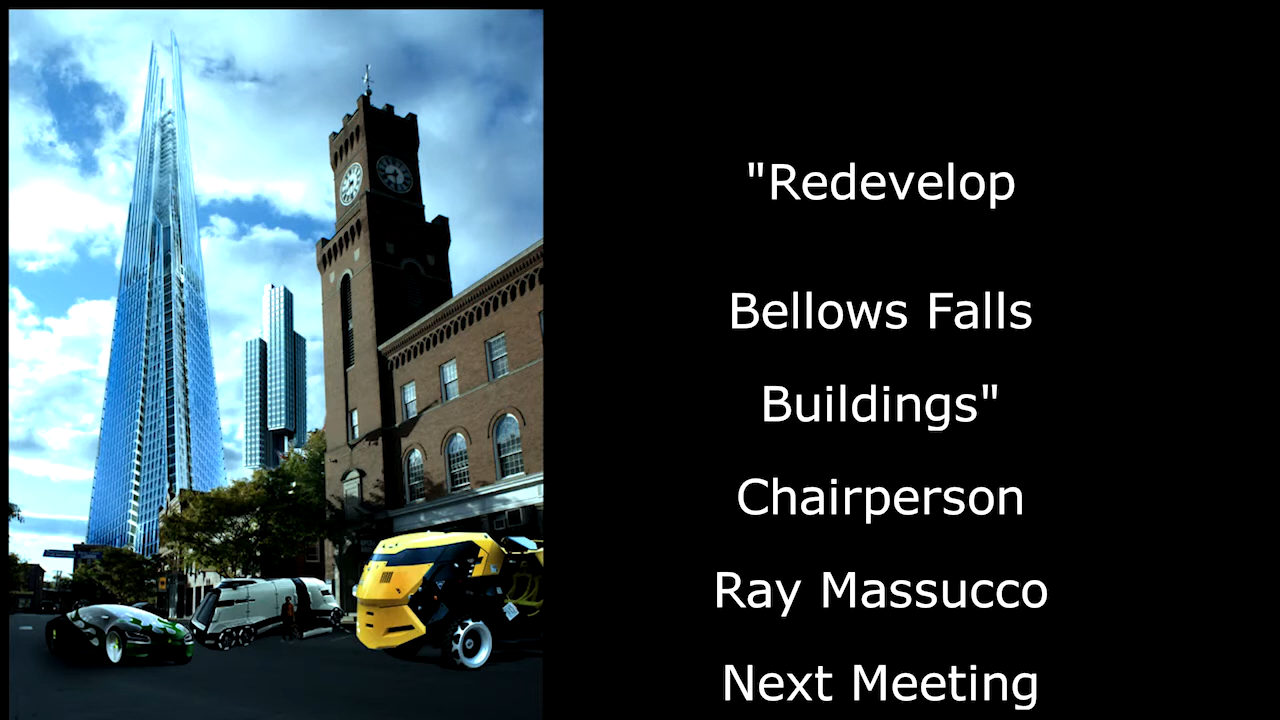 "Redevelop
Bellows Falls
Buildings"
Chairperson
Ray Massucco
Next Meeting